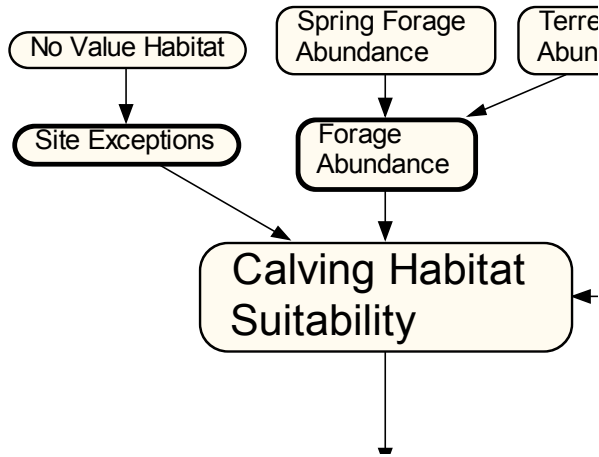 No Value Habitat
Spring Forage
Abundance
Site Exceptions
Forage
Abundance
Calving Habitat
Suitability